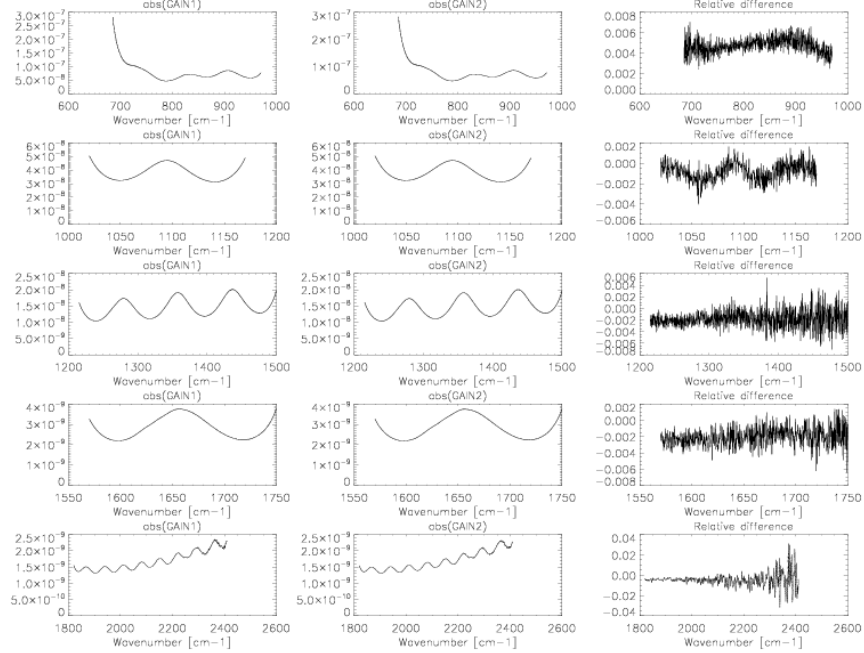 abs(GAIN1)
3.0×10⁻⁷
2.5×10⁻⁷
2.0×10⁻⁷
1.5×10⁻⁷
1.0×10⁻⁷
5.0×10⁻⁸
0
600 700 800 900 1000
Wavenumber [cm−1]
abs(GAIN2)
3×10⁻⁷
2×10⁻⁷
1×10⁻⁷
0
600 700 800 900 1000
Wavenumber [cm−1]
Relative difference
0.008
0.006
0.004
0.002
0.000
600 700 800 900 1000
Wavenumber [cm−1]
abs(GAIN1)
6×10⁻⁸
5×10⁻⁸
4×10⁻⁸
3×10⁻⁸
2×10⁻⁸
1×10⁻⁸
0
1000 1050 1100 1150 1200
Wavenumber [cm−1]
abs(GAIN2)
6×10⁻⁸
5×10⁻⁸
4×10⁻⁸
3×10⁻⁸
2×10⁻⁸
1×10⁻⁸
0
1000 1050 1100 1150 1200
Wavenumber [cm−1]
Relative difference
0.002
0.000
−0.002
−0.004
−0.006
1000 1050 1100 1150 1200
Wavenumber [cm−1]
abs(GAIN1)
2.5×10⁻⁸
2.0×10⁻⁸
1.5×10⁻⁸
1.0×10⁻⁸
5.0×10⁻⁹
0
1200 1300 1400 1500
Wavenumber [cm−1]
abs(GAIN2)
2.5×10⁻⁸
2.0×10⁻⁸
1.5×10⁻⁸
1.0×10⁻⁸
5.0×10⁻⁹
0
1200 1300 1400 1500
Wavenumber [cm−1]
Relative difference
0.006
0.004
0.002
0.000
−0.002
−0.004
−0.006
−0.008
1200 1300 1400 1500
Wavenumber [cm−1]
abs(GAIN1)
4×10⁻⁹
3×10⁻⁹
2×10⁻⁹
1×10⁻⁹
0
1550 1600 1650 1700 1750
Wavenumber [cm−1]
abs(GAIN2)
4×10⁻⁹
3×10⁻⁹
2×10⁻⁹
1×10⁻⁹
0
1550 1600 1650 1700 1750
Wavenumber [cm−1]
Relative difference
0.002
0.000
−0.002
−0.004
−0.006
−0.008
1550 1600 1650 1700 1750
Wavenumber [cm−1]
abs(GAIN1)
2.5×10⁻⁹
2.0×10⁻⁹
1.5×10⁻⁹
1.0×10⁻⁹
5.0×10⁻¹⁰
0
1800 2000 2200 2400 2600
Wavenumber [cm−1]
abs(GAIN2)
2.5×10⁻⁹
2.0×10⁻⁹
1.5×10⁻⁹
1.0×10⁻⁹
5.0×10⁻¹⁰
0
1800 2000 2200 2400 2600
Wavenumber [cm−1]
Relative difference
0.04
0.02
0.00
−0.02
−0.04
1800 2000 2200 2400 2600
Wavenumber [cm−1]